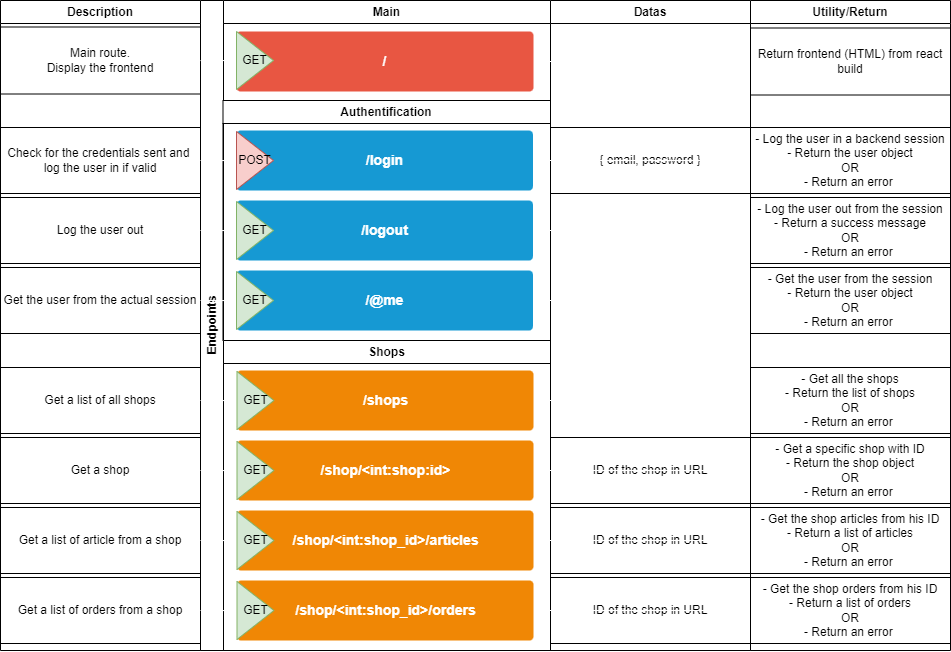 Description
Main
Datas
Utility/Return
Endpoints
Main route.
Display the frontend
GET
/
Return frontend (HTML) from react
build
Authentification
Check for the credentials sent and
log the user in if valid
POST
/login
{ email, password }
- Log the user in a backend session
- Return the user object
OR
- Return an error
Log the user out
GET
/logout
- Log the user out from the session
- Return a success message
OR
- Return an error
Get the user from the actual session
GET
/@me
- Get the user from the session
- Return the user object
OR
- Return an error
Shops
Get a list of all shops
GET
/shops
- Get all the shops
- Return the list of shops
OR
- Return an error
Get a shop
GET
/shop/<int:shop:id>
ID of the shop in URL
- Get a specific shop with ID
- Return the shop object
OR
- Return an error
Get a list of article from a shop
GET
/shop/<int:shop_id>/articles
ID of the shop in URL
- Get the shop articles from his ID
- Return a list of articles
OR
- Return an error
Get a list of orders from a shop
GET
/shop/<int:shop_id>/orders
ID of the shop in URL
- Get the shop orders from his ID
- Return a list of orders
OR
- Return an error